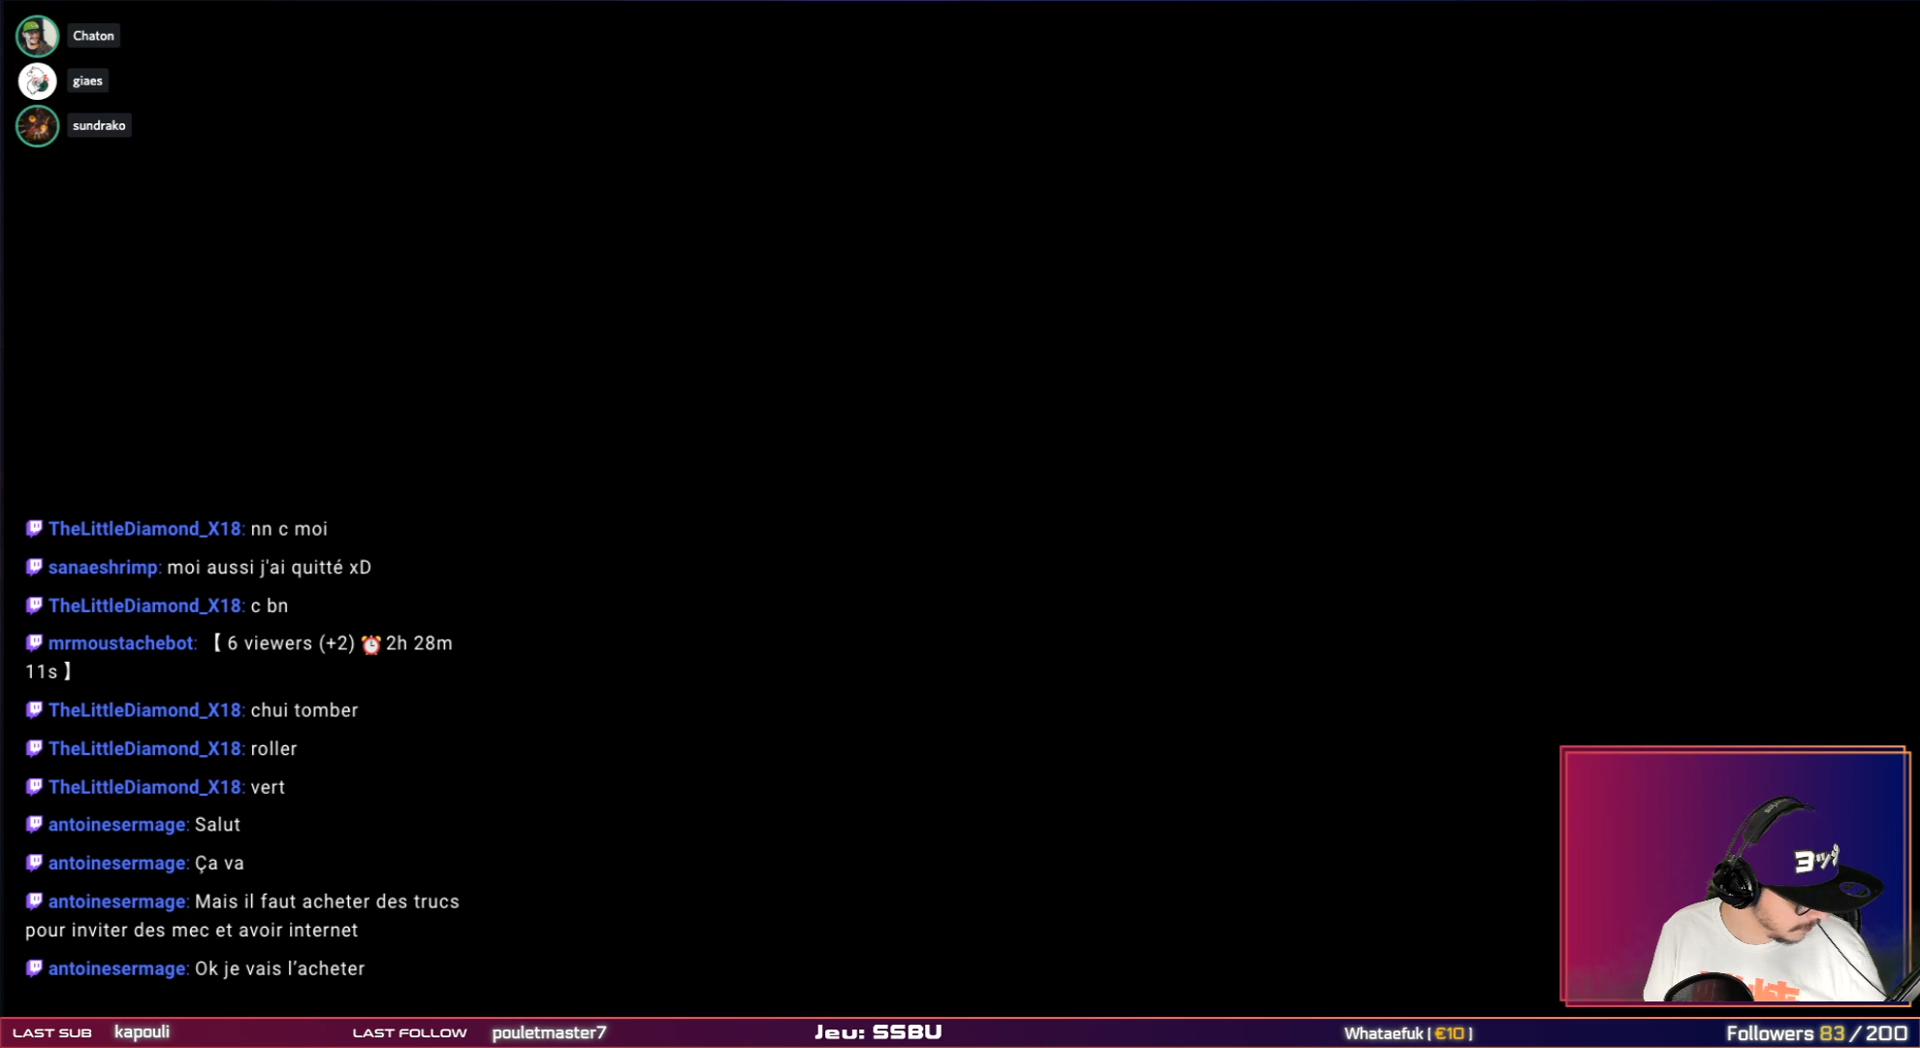 Chaton
giaes
sundrako
TheLittleDiamond_X18: nn c moi
sanaeshrimp: moi aussi j'ai quitté xD
TheLittleDiamond_X18: c bn
mrmoustachebot: 【 6 viewers (+2) ⏰ 2h 28m
11s 】
TheLittleDiamond_X18: chui tomber
TheLittleDiamond_X18: roller
TheLittleDiamond_X18: vert
antoinesermage: Salut
antoinesermage: Ça va
antoinesermage: Mais il faut acheter des trucs
pour inviter des mec et avoir internet
antoinesermage: Ok je vais l’acheter
LAST SUB kapouli LAST FOLLOW pouletmaster7 Jeu: SSBU Whataefuk [ €10 ] Followers 83 / 200